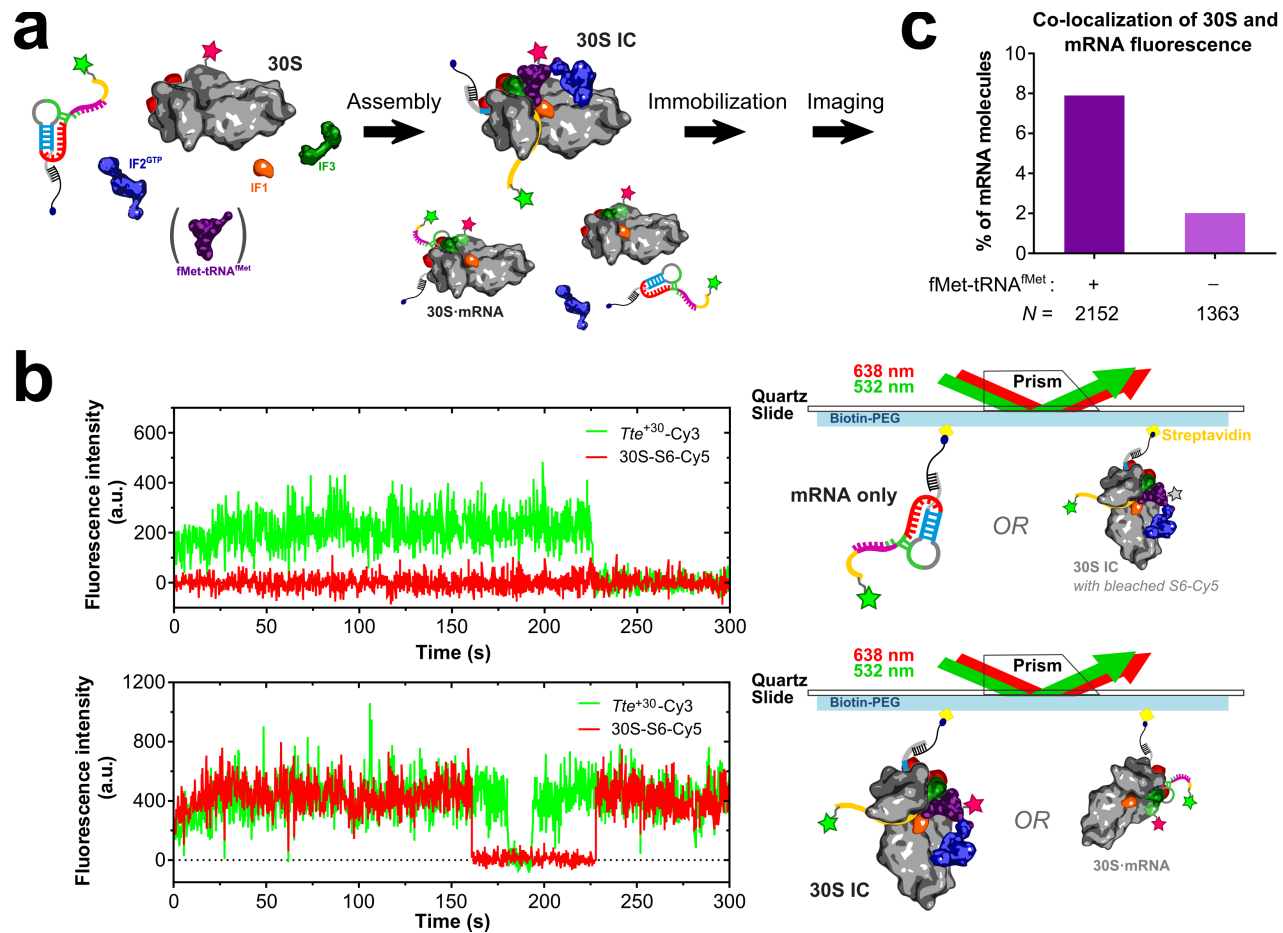 a
30S
IF2GTP
IF1
IF3
(fMet-tRNAfMet)
Assembly
30S IC
30S·mRNA
Immobilization
Imaging
c
Co-localization of 30S and
mRNA fluorescence
% of mRNA molecules
10
8
6
4
2
0
fMet-tRNAfMet : + –
N = 2152 1363
b
Fluorescence intensity
(a.u.)
600
400
200
0
Tte+30-Cy3
30S-S6-Cy5
0 50 100 150 200 250 300
Time (s)
638 nm
532 nm
Prism
Quartz
Slide
Biotin-PEG
Streptavidin
mRNA only
OR
30S IC
with bleached S6-Cy5
Fluorescence intensity
(a.u.)
1200
800
400
0
Tte+30-Cy3
30S-S6-Cy5
0 50 100 150 200 250 300
Time (s)
638 nm
532 nm
Prism
Quartz
Slide
Biotin-PEG
30S IC
OR
30S·mRNA